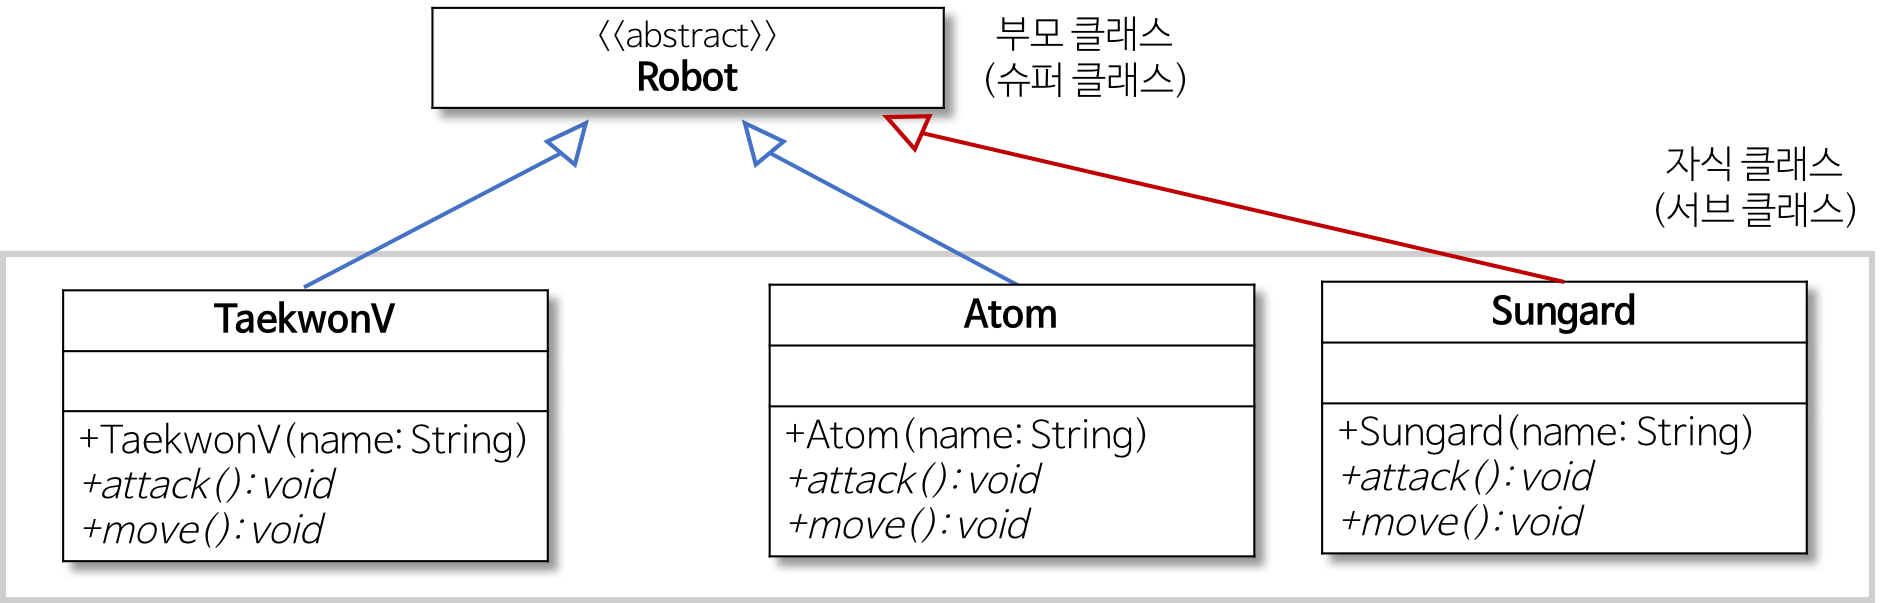 〈〈abstract〉〉
Robot
부모 클래스
(슈퍼 클래스)
자식 클래스
(서브 클래스)
TaekwonV
+TaekwonV(name: String)
+attack(): void
+move(): void
Atom
+Atom(name: String)
+attack(): void
+move(): void
Sungard
+Sungard(name: String)
+attack(): void
+move(): void